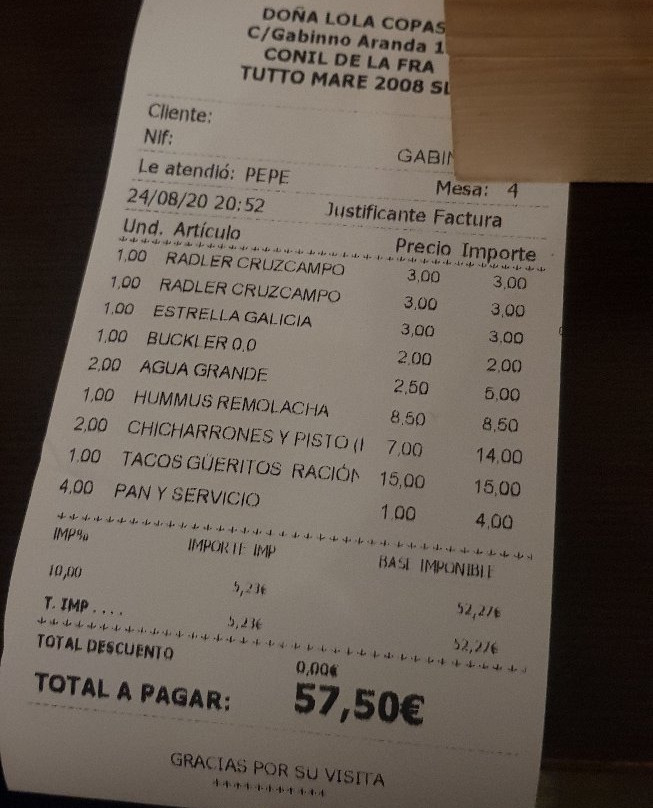 DOÑA LOLA COPAS
C/Gabinno Aranda 1
CONIL DE LA FRA
TUTTO MARE 2008 SL
Cliente:
Nif:
GABIN
Le atendió: PEPE Mesa: 4
24/08/20 20:52 Justificante Factura
Und. Artículo Precio Importe
1,00 RADLER CRUZCAMPO 3,00 3,00
1,00 RADLER CRUZCAMPO 3,00 3,00
1,00 ESTRELLA GALICIA 3,00 3,00
1,00 BUCKLER 0,0 2,00 2,00
2,00 AGUA GRANDE 2,50 5,00
1,00 HUMMUS REMOLACHA 8,50 8,50
2,00 CHICHARRONES Y PISTO (I 7,00 14,00
1,00 TACOS GÜERITOS RACIÓN 15,00 15,00
4,00 PAN Y SERVICIO 1,00 4,00
IMP% IMPORTE IMP BASE IMPONIBLE
10,00 5,23€ 52,27€
T. IMP.... 5,23€ 52,27€
TOTAL DESCUENTO 0,00€
TOTAL A PAGAR: 57,50€
GRACIAS POR SU VISITA